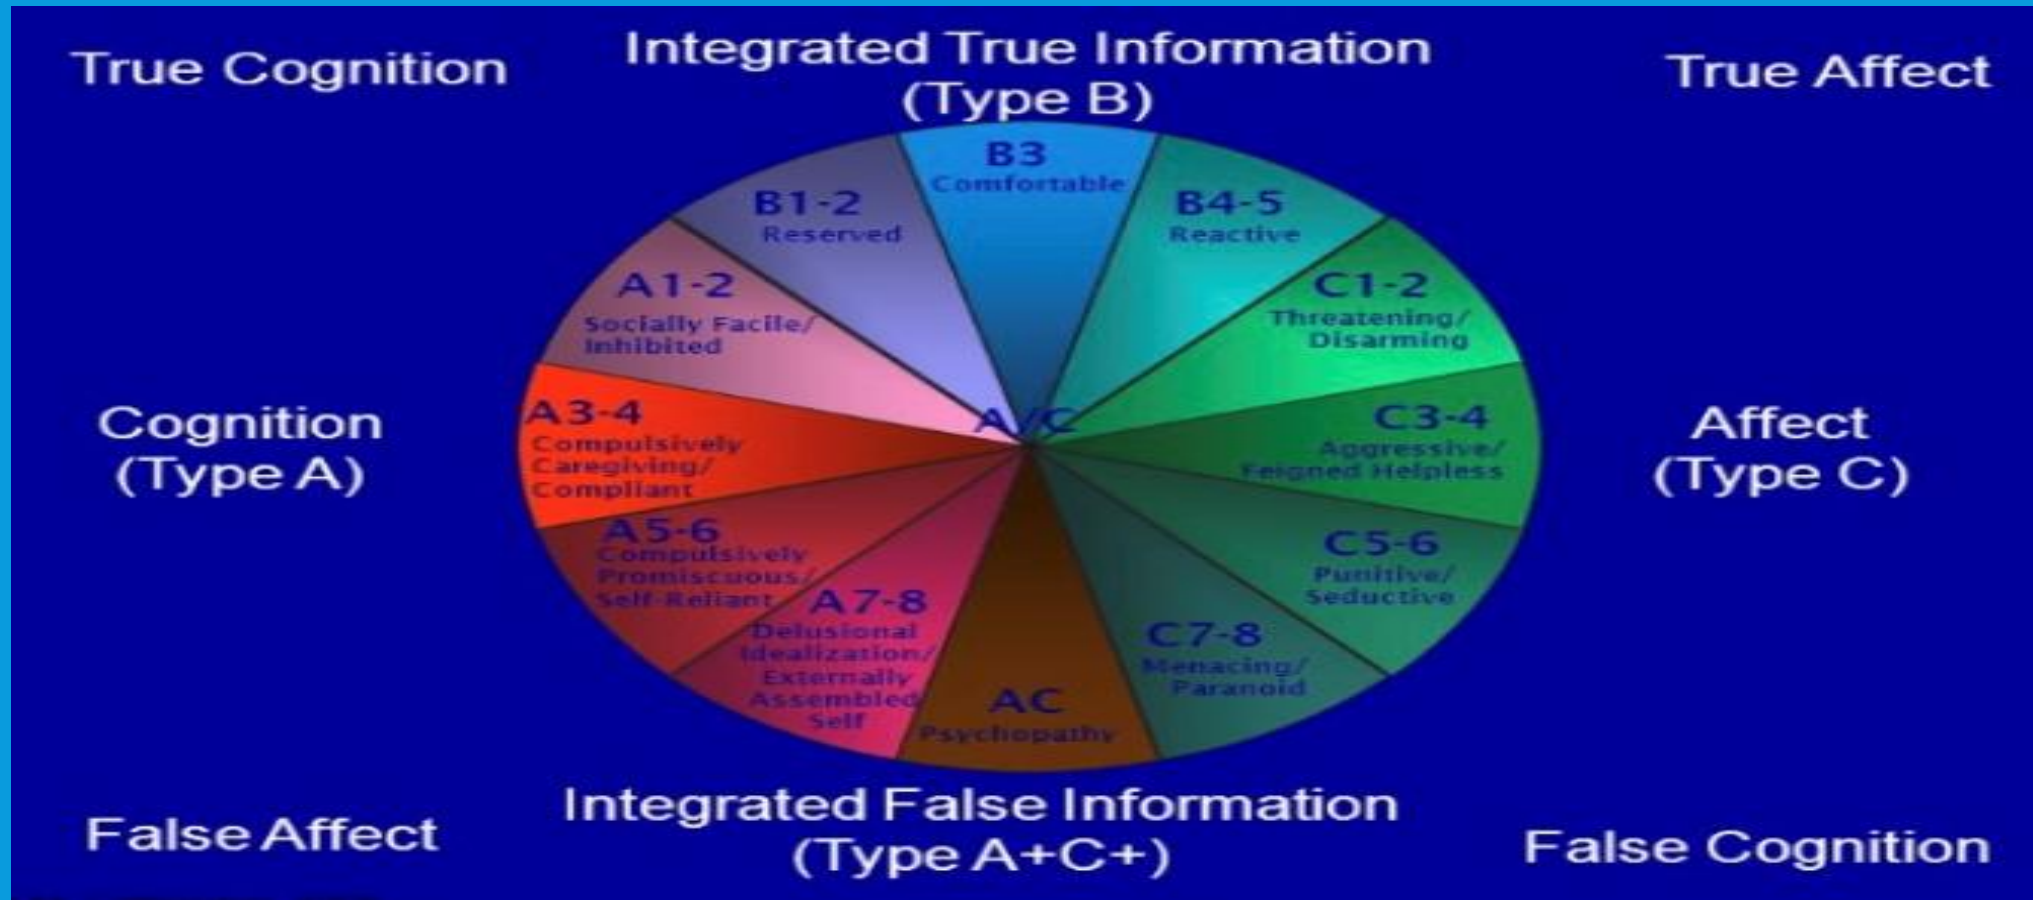 True Cognition
Integrated True Information
(Type B)
True Affect
B3
Comfortable
B1-2
Reserved
B4-5
Reactive
A1-2
Socially Facile/
Inhibited
C1-2
Threatening/
Disarming
Cognition
(Type A)
A3-4
Compulsively
Caregiving/
Compliant
A/C
C3-4
Aggressive/
Feigned Helpless
Affect
(Type C)
A5-6
Compulsively
Promiscuous/
Self-Reliant
C5-6
Punitive/
Seductive
A7-8
Delusional
Idealization/
Externally
Assembled
Self
C7-8
Menacing/
Paranoid
AC
Psychopathy
False Affect
Integrated False Information
(Type A+C+)
False Cognition